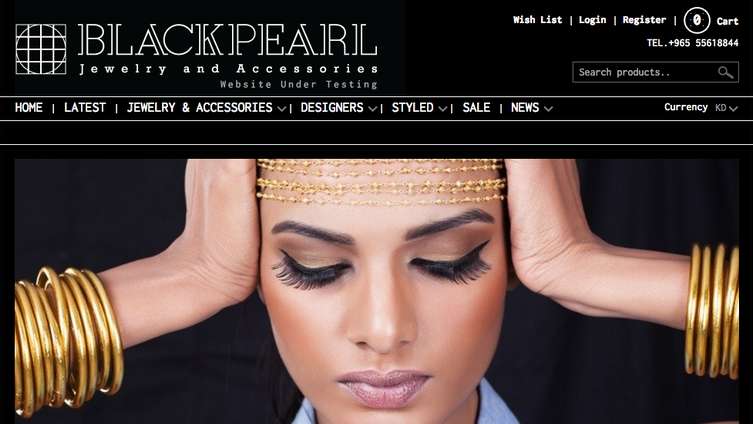 BLACKPEARL
Jewelry and Accessories
Website Under Testing
Wish List | Login | Register | 0 Cart
TEL.+965 55618844
Search products..
HOME | LATEST | JEWELRY & ACCESSORIES | DESIGNERS | STYLED | SALE | NEWS
Currency KD